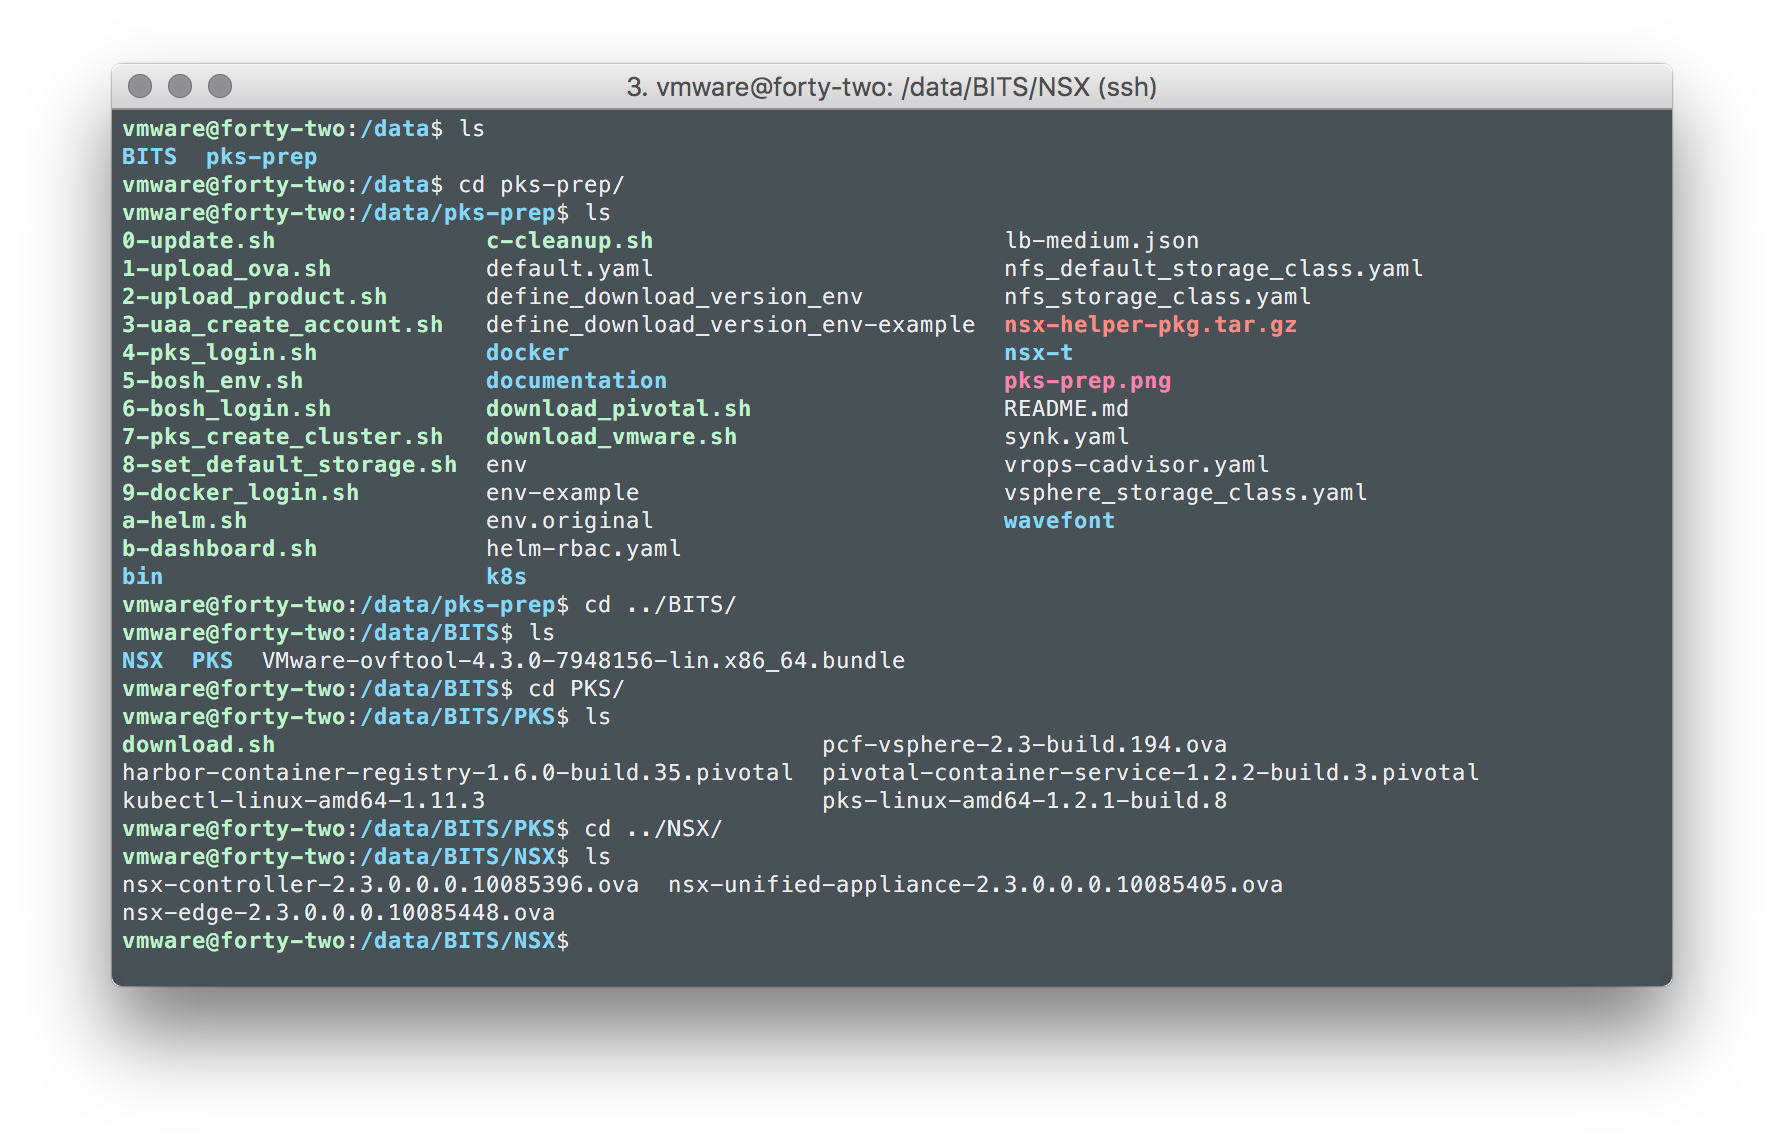 3. vmware@forty-two: /data/BITS/NSX (ssh)
vmware@forty-two:/data$ ls
BITS  pks-prep
vmware@forty-two:/data$ cd pks-prep/
vmware@forty-two:/data/pks-prep$ ls
0-update.sh               c-cleanup.sh                         lb-medium.json
1-upload_ova.sh           default.yaml                         nfs_default_storage_class.yaml
2-upload_product.sh       define_download_version_env          nfs_storage_class.yaml
3-uaa_create_account.sh   define_download_version_env-example  nsx-helper-pkg.tar.gz
4-pks_login.sh            docker                               nsx-t
5-bosh_env.sh             documentation                        pks-prep.png
6-bosh_login.sh           download_pivotal.sh                  README.md
7-pks_create_cluster.sh   download_vmware.sh                   synk.yaml
8-set_default_storage.sh  env                                  vrops-cadvisor.yaml
9-docker_login.sh         env-example                          vsphere_storage_class.yaml
a-helm.sh                 env.original                         wavefont
b-dashboard.sh            helm-rbac.yaml
bin                       k8s
vmware@forty-two:/data/pks-prep$ cd ../BITS/
vmware@forty-two:/data/BITS$ ls
NSX  PKS  VMware-ovftool-4.3.0-7948156-lin.x86_64.bundle
vmware@forty-two:/data/BITS$ cd PKS/
vmware@forty-two:/data/BITS/PKS$ ls
download.sh                                       pcf-vsphere-2.3-build.194.ova
harbor-container-registry-1.6.0-build.35.pivotal  pivotal-container-service-1.2.2-build.3.pivotal
kubectl-linux-amd64-1.11.3                        pks-linux-amd64-1.2.1-build.8
vmware@forty-two:/data/BITS/PKS$ cd ../NSX/
vmware@forty-two:/data/BITS/NSX$ ls
nsx-controller-2.3.0.0.0.10085396.ova  nsx-unified-appliance-2.3.0.0.0.10085405.ova
nsx-edge-2.3.0.0.0.10085448.ova
vmware@forty-two:/data/BITS/NSX$